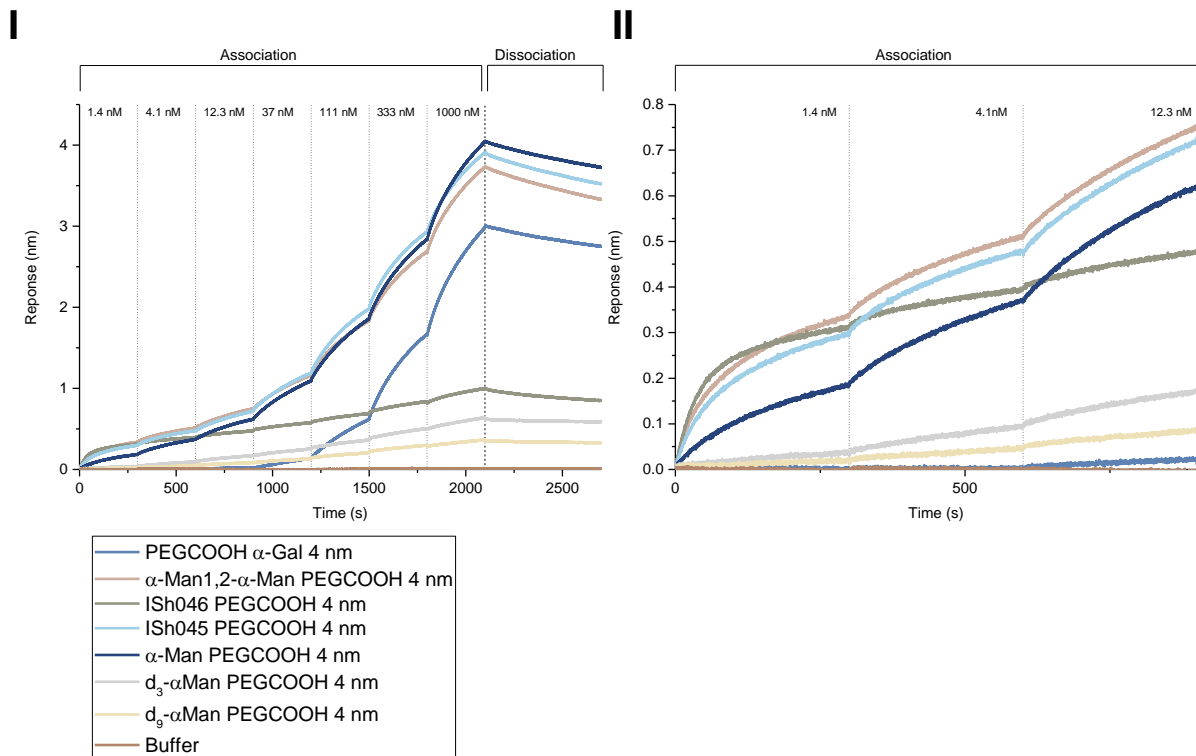 I
II
Association
Dissociation
Association
1.4 nM 4.1 nM 12.3 nM 37 nM 111 nM 333 nM 1000 nM
1.4 nM 4.1nM 12.3 nM
4
3
2
1
0
Reponse (nm)
0 500 1000 1500 2000 2500
Time (s)
0.8
0.7
0.6
0.5
0.4
0.3
0.2
0.1
0.0
Reponse (nm)
0 500
Time (s)
PEGCOOH α-Gal 4 nm
α-Man1,2-α-Man PEGCOOH 4 nm
ISh046 PEGCOOH 4 nm
ISh045 PEGCOOH 4 nm
α-Man PEGCOOH 4 nm
d₃-αMan PEGCOOH 4 nm
d₉-αMan PEGCOOH 4 nm
Buffer